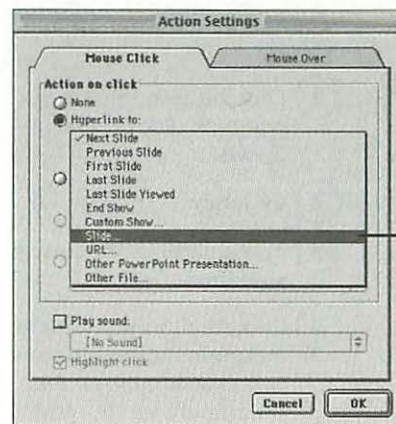 Action Settings
Mouse Click Mouse Over
Action on click
None
Hyperlink to:
Next Slide
Previous Slide
First Slide
Last Slide
Last Slide Viewed
End Show
Custom Show...
Slide...
URL...
Other PowerPoint Presentation...
Other File...
Play sound:
[No Sound]
Highlight click
Cancel OK